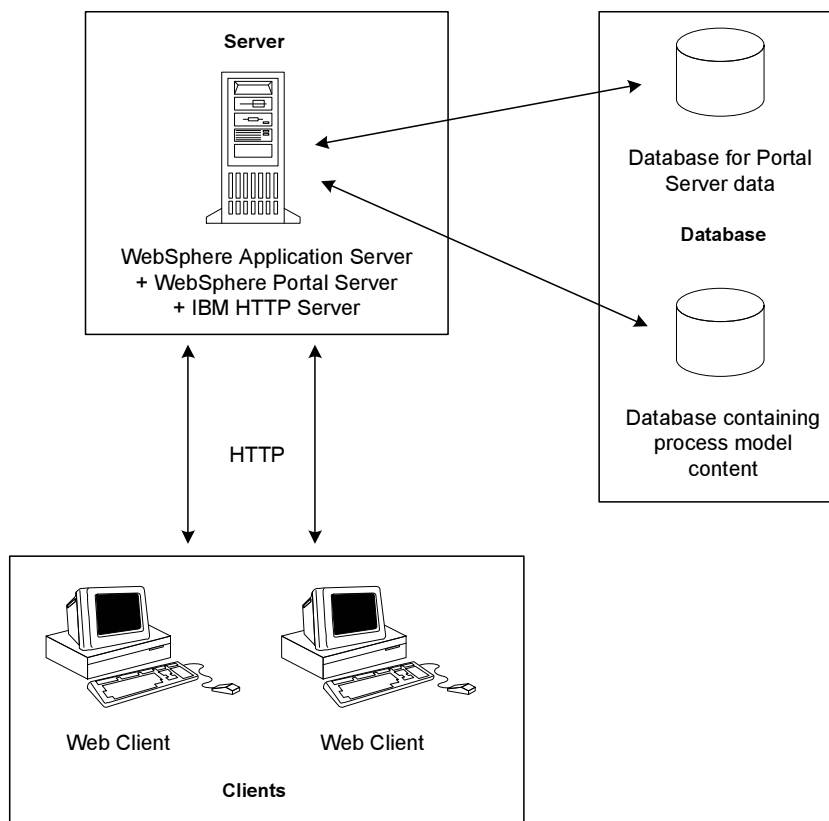 Server
WebSphere Application Server
+ WebSphere Portal Server
+ IBM HTTP Server
Database for Portal
Server data
Database
Database containing
process model
content
HTTP
Web Client
Web Client
Clients